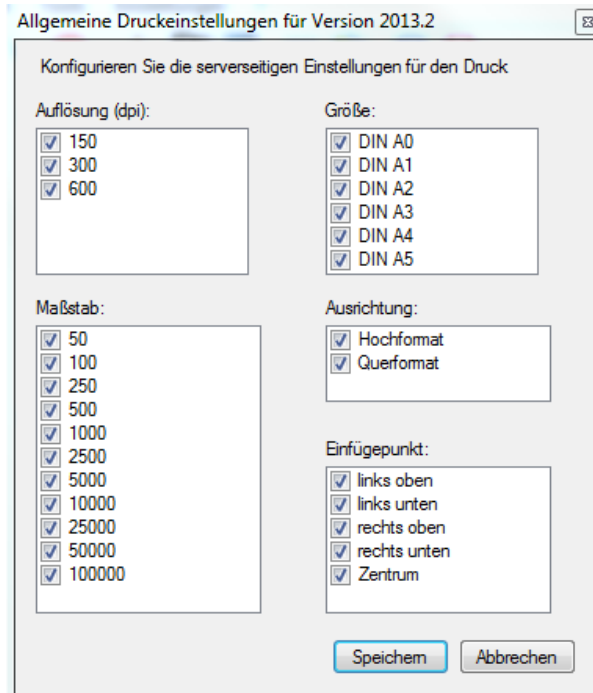 Allgemeine Druckeinstellungen für Version 2013.2
Konfigurieren Sie die serverseitigen Einstellungen für den Druck
Auflösung (dpi):
150
300
600
Größe:
DIN A0
DIN A1
DIN A2
DIN A3
DIN A4
DIN A5
Maßstab:
50
100
250
500
1000
2500
5000
10000
25000
50000
100000
Ausrichtung:
Hochformat
Querformat
Einfügepunkt:
links oben
links unten
rechts oben
rechts unten
Zentrum
Speichern
Abbrechen